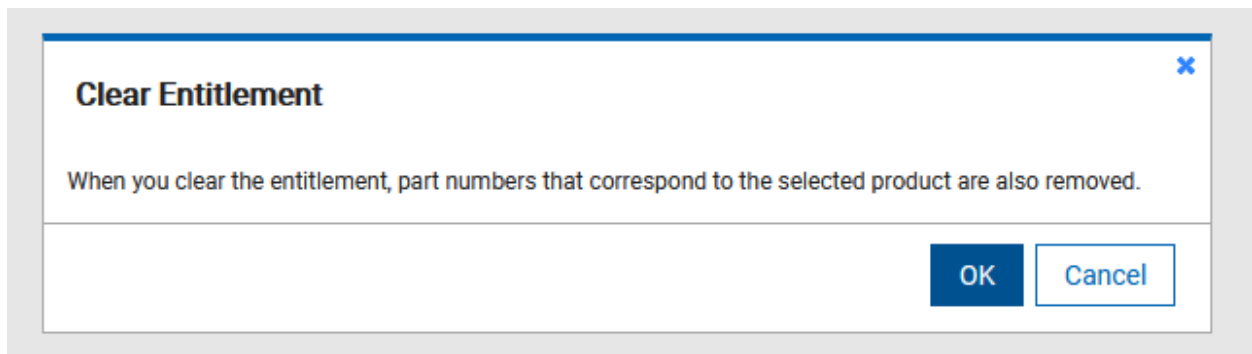 Clear Entitlement
When you clear the entitlement, part numbers that correspond to the selected product are also removed.
OK
Cancel